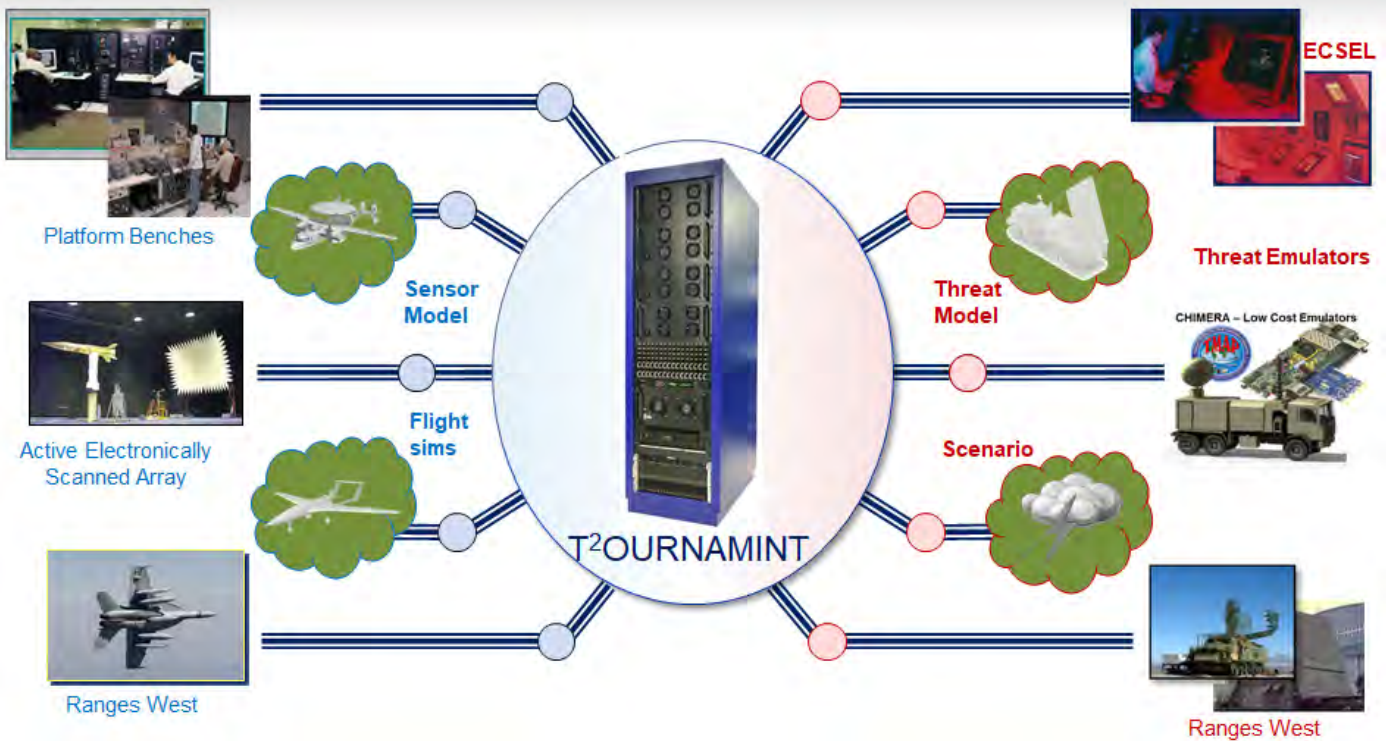 ECSEL
Platform Benches
Sensor
Model
Threat
Model
Threat Emulators
CHIMERA – Low Cost Emulators
TMAP
Active Electronically
Scanned Array
Flight
sims
Scenario
T²OURNAMINT
Ranges West
Ranges West